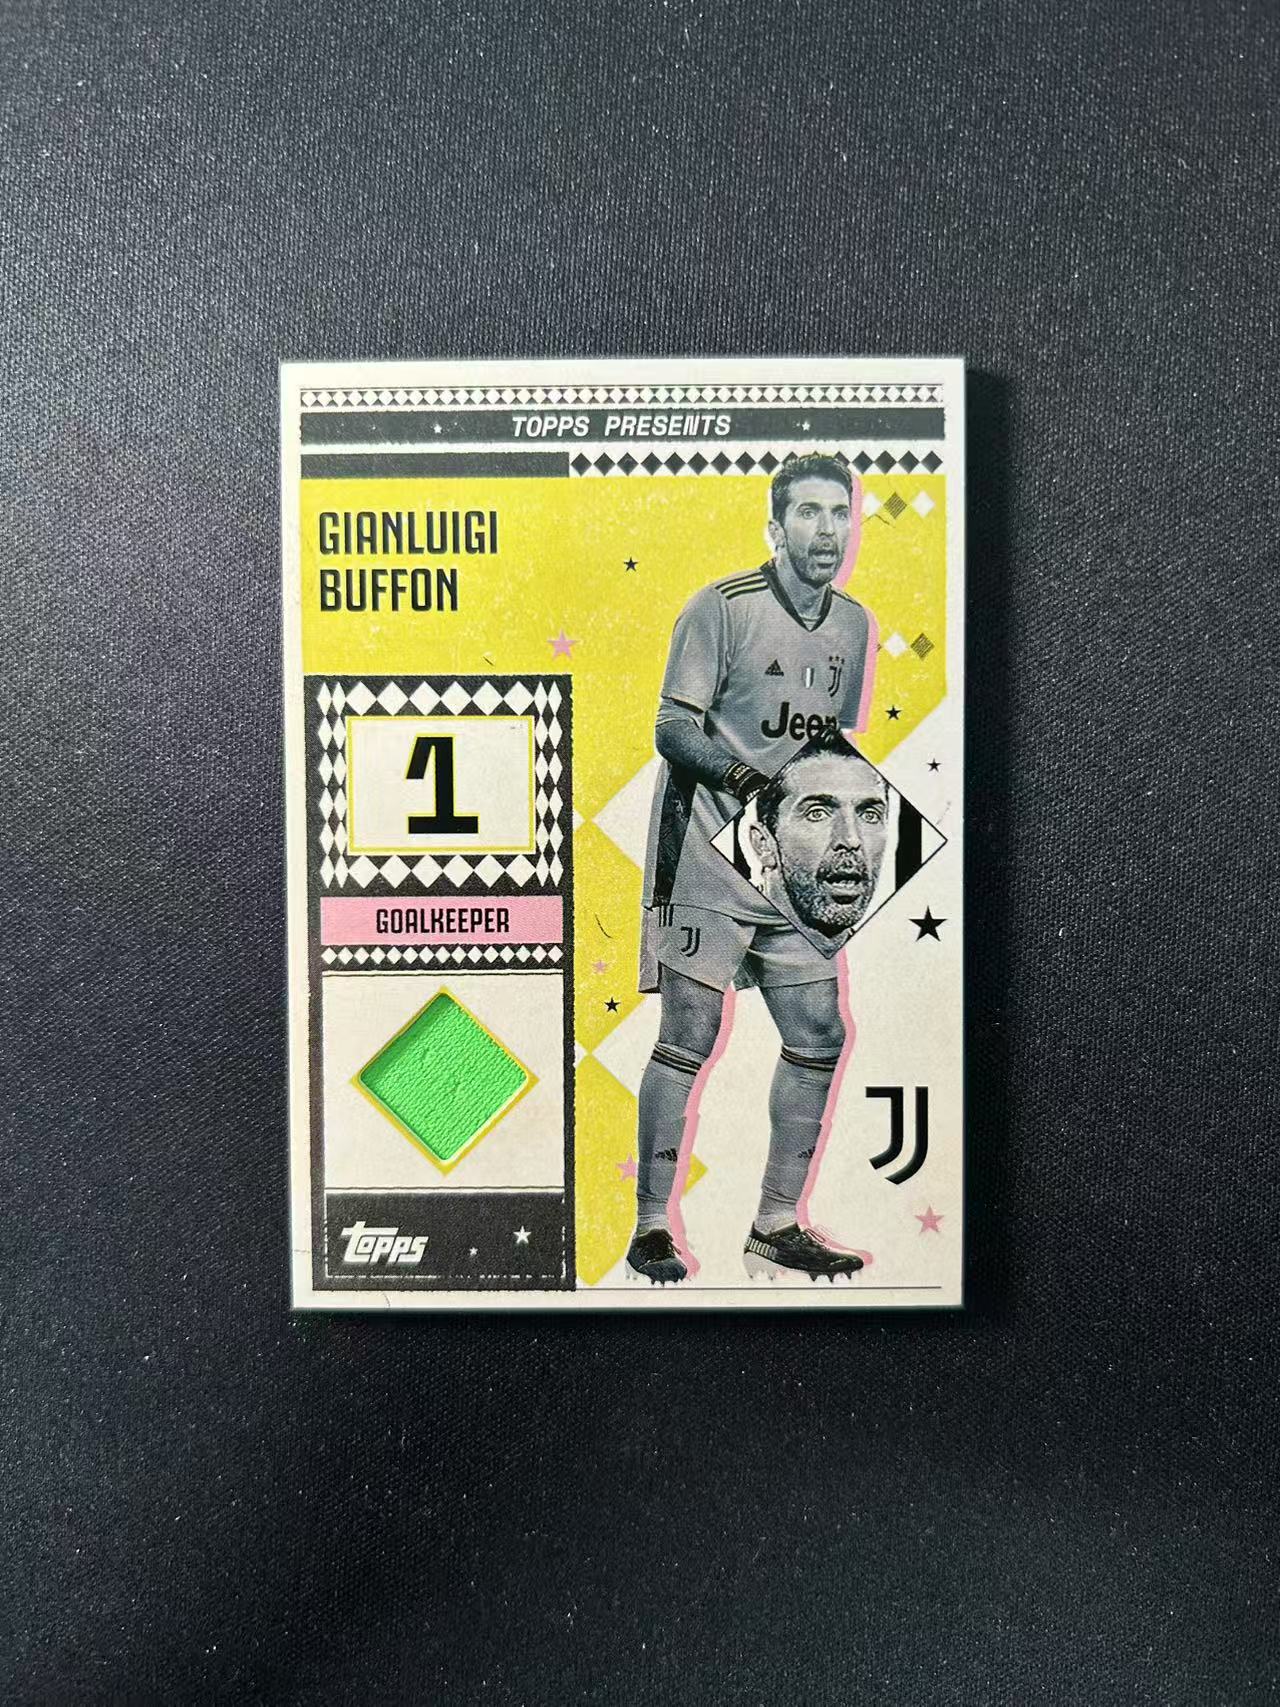 TOPPS PRESENTS
GIANLUIGI
BUFFON
Jeep
1
GOALKEEPER
topps